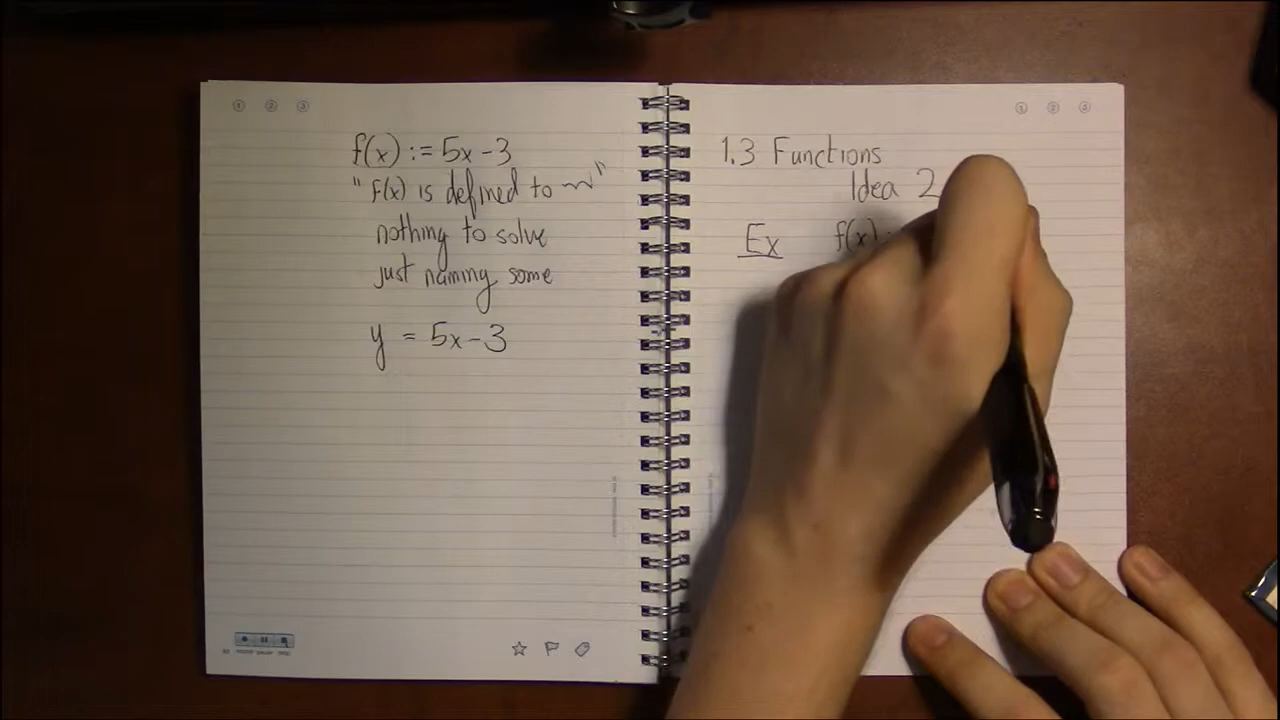 f(x) := 5x-3
"f(x) is defined to ~"
nothing to solve
just naming some
y = 5x-3
1.3 Functions
Idea 2
Ex f(x) :